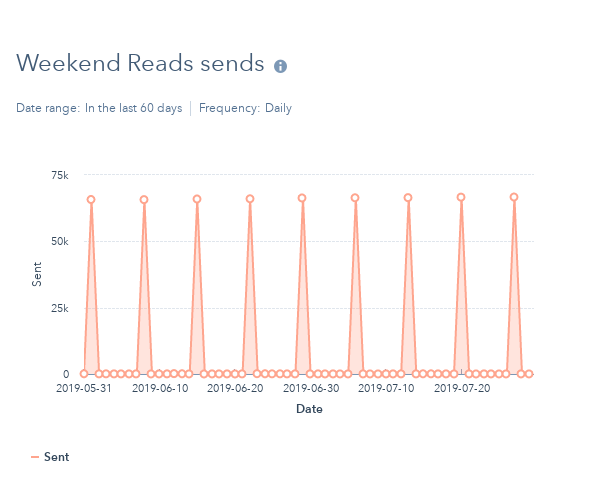 Weekend Reads sends
Date range: In the last 60 days | Frequency: Daily
75k
50k
25k
0
Sent
2019-05-31 2019-06-10 2019-06-20 2019-06-30 2019-07-10 2019-07-20
Date
Sent